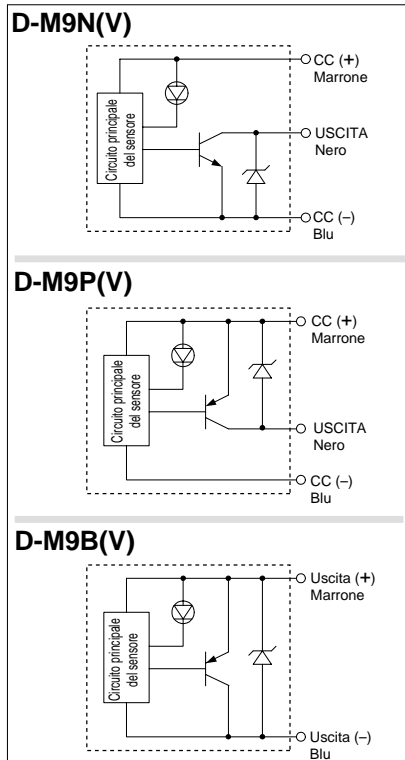 D-M9N(V)
CC (+)
Marrone
Circuito principale
del sensore
USCITA
Nero
CC (–)
Blu
D-M9P(V)
CC (+)
Marrone
Circuito principale
del sensore
USCITA
Nero
CC (–)
Blu
D-M9B(V)
Uscita (+)
Marrone
Circuito principale
del sensore
Uscita (–)
Blu